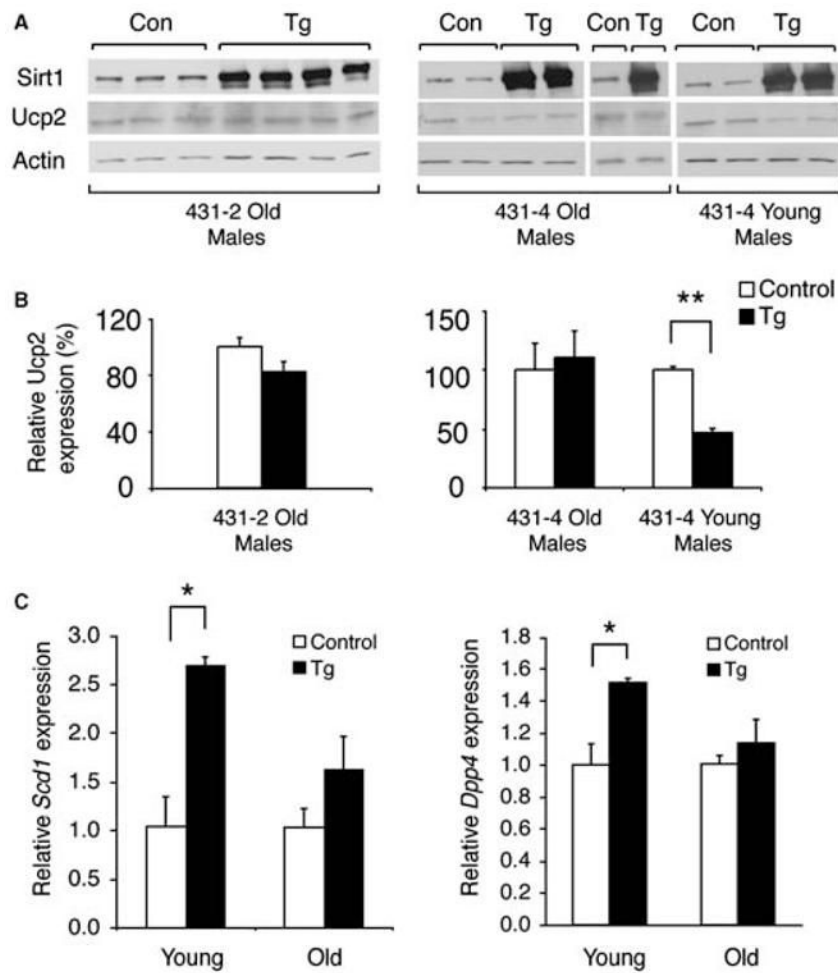 A
Con Tg Con Tg Con Tg Con Tg
Sirt1
Ucp2
Actin
431-2 Old
Males
431-4 Old
Males
431-4 Young
Males
B
Relative Ucp2
expression (%)
120
80
40
0
431-2 Old
Males
150
100
50
0
**
Control
Tg
431-4 Old
Males
431-4 Young
Males
C
Relative Scd1 expression
3.0
2.5
2.0
1.5
1.0
0.5
0.0
*
Control
Tg
Young Old
Relative Dpp4 expression
1.8
1.6
1.4
1.2
1.0
0.8
0.6
0.4
0.2
0.0
*
Control
Tg
Young Old